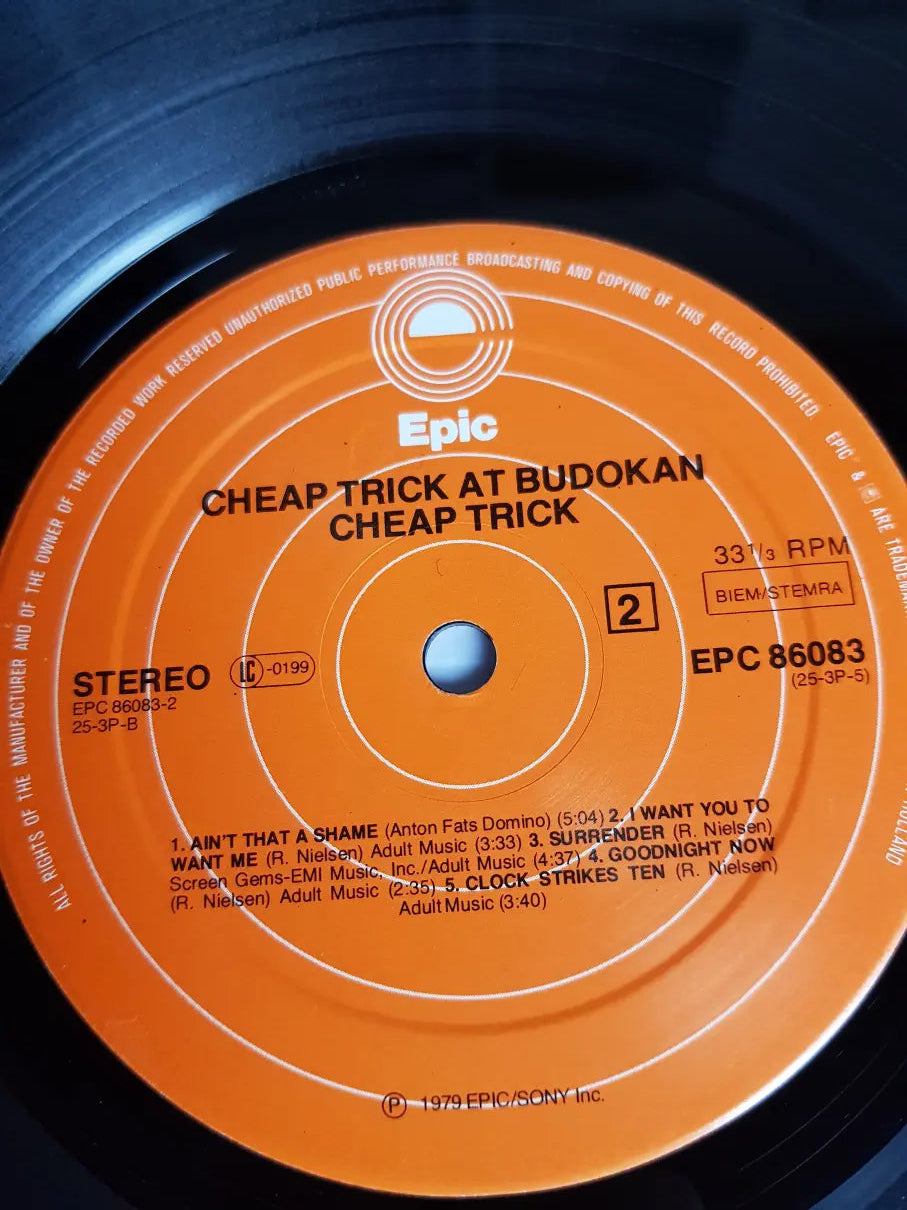 ALL RIGHTS OF THE MANUFACTURER AND OF THE OWNER OF THE RECORDED WORK RESERVED UNAUTHORIZED PUBLIC PERFORMANCE BROADCASTING AND COPYING OF THIS RECORD PROHIBITED EPIC & ARE TRADEMAR
HOLLAND
Epic
CHEAP TRICK AT BUDOKAN
CHEAP TRICK
33 1/3 RPM
BIEM/STEMRA
2
STEREO
LC -0199
EPC 86083
(25-3P-5)
EPC 86083-2
25-3P-B
1. AIN'T THAT A SHAME (Anton Fats Domino) (5:04) 2. I WANT YOU TO
WANT ME (R. Nielsen) Adult Music (3:33) 3. SURRENDER (R. Nielsen)
Screen Gems-EMI Music, Inc./Adult Music (4:37) 4. GOODNIGHT NOW
(R. Nielsen) Adult Music (2:35) 5. CLOCK STRIKES TEN (R. Nielsen)
Adult Music (3:40)
Ⓟ 1979 EPIC/SONY Inc.